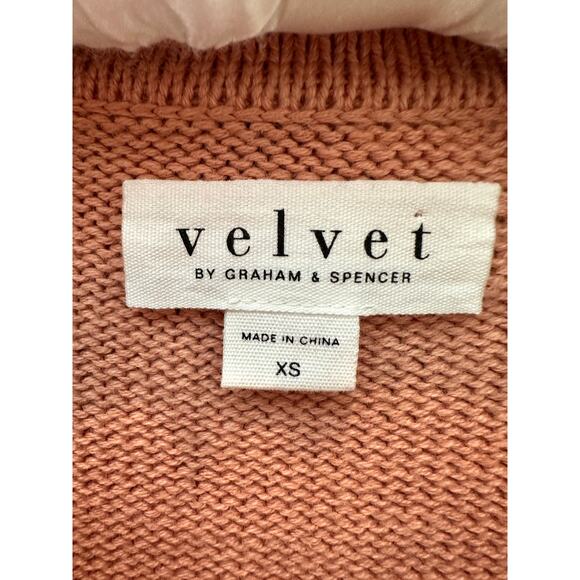 velvet
BY GRAHAM & SPENCER
MADE IN CHINA
XS